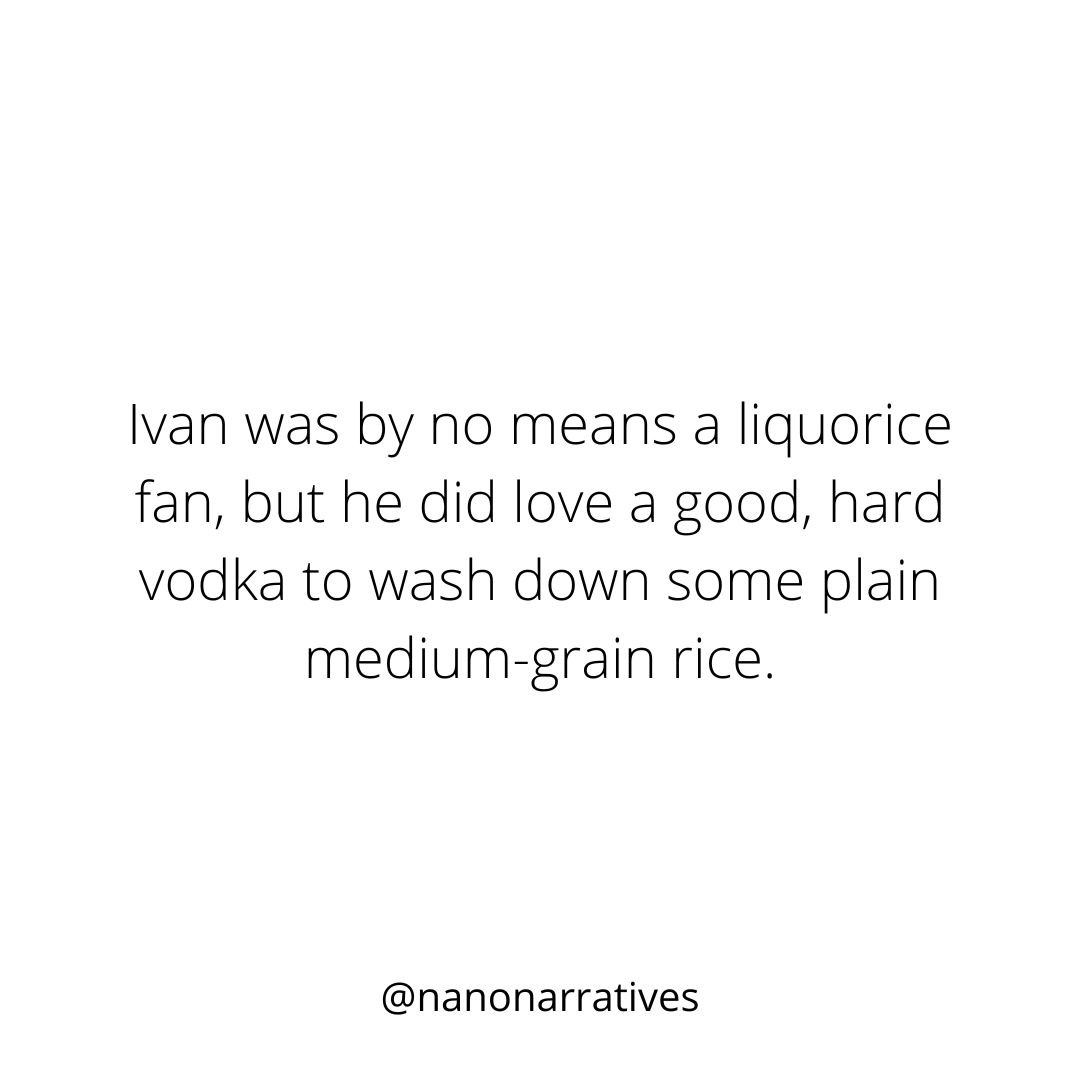 Ivan was by no means a liquorice
fan, but he did love a good, hard
vodka to wash down some plain
medium-grain rice.
@nanonarratives